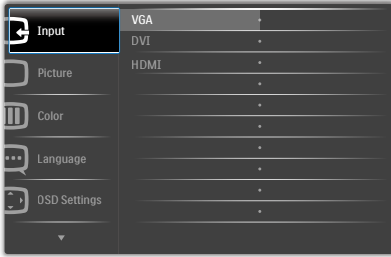 Input
Picture
Color
Language
OSD Settings
VGA
DVI
HDMI